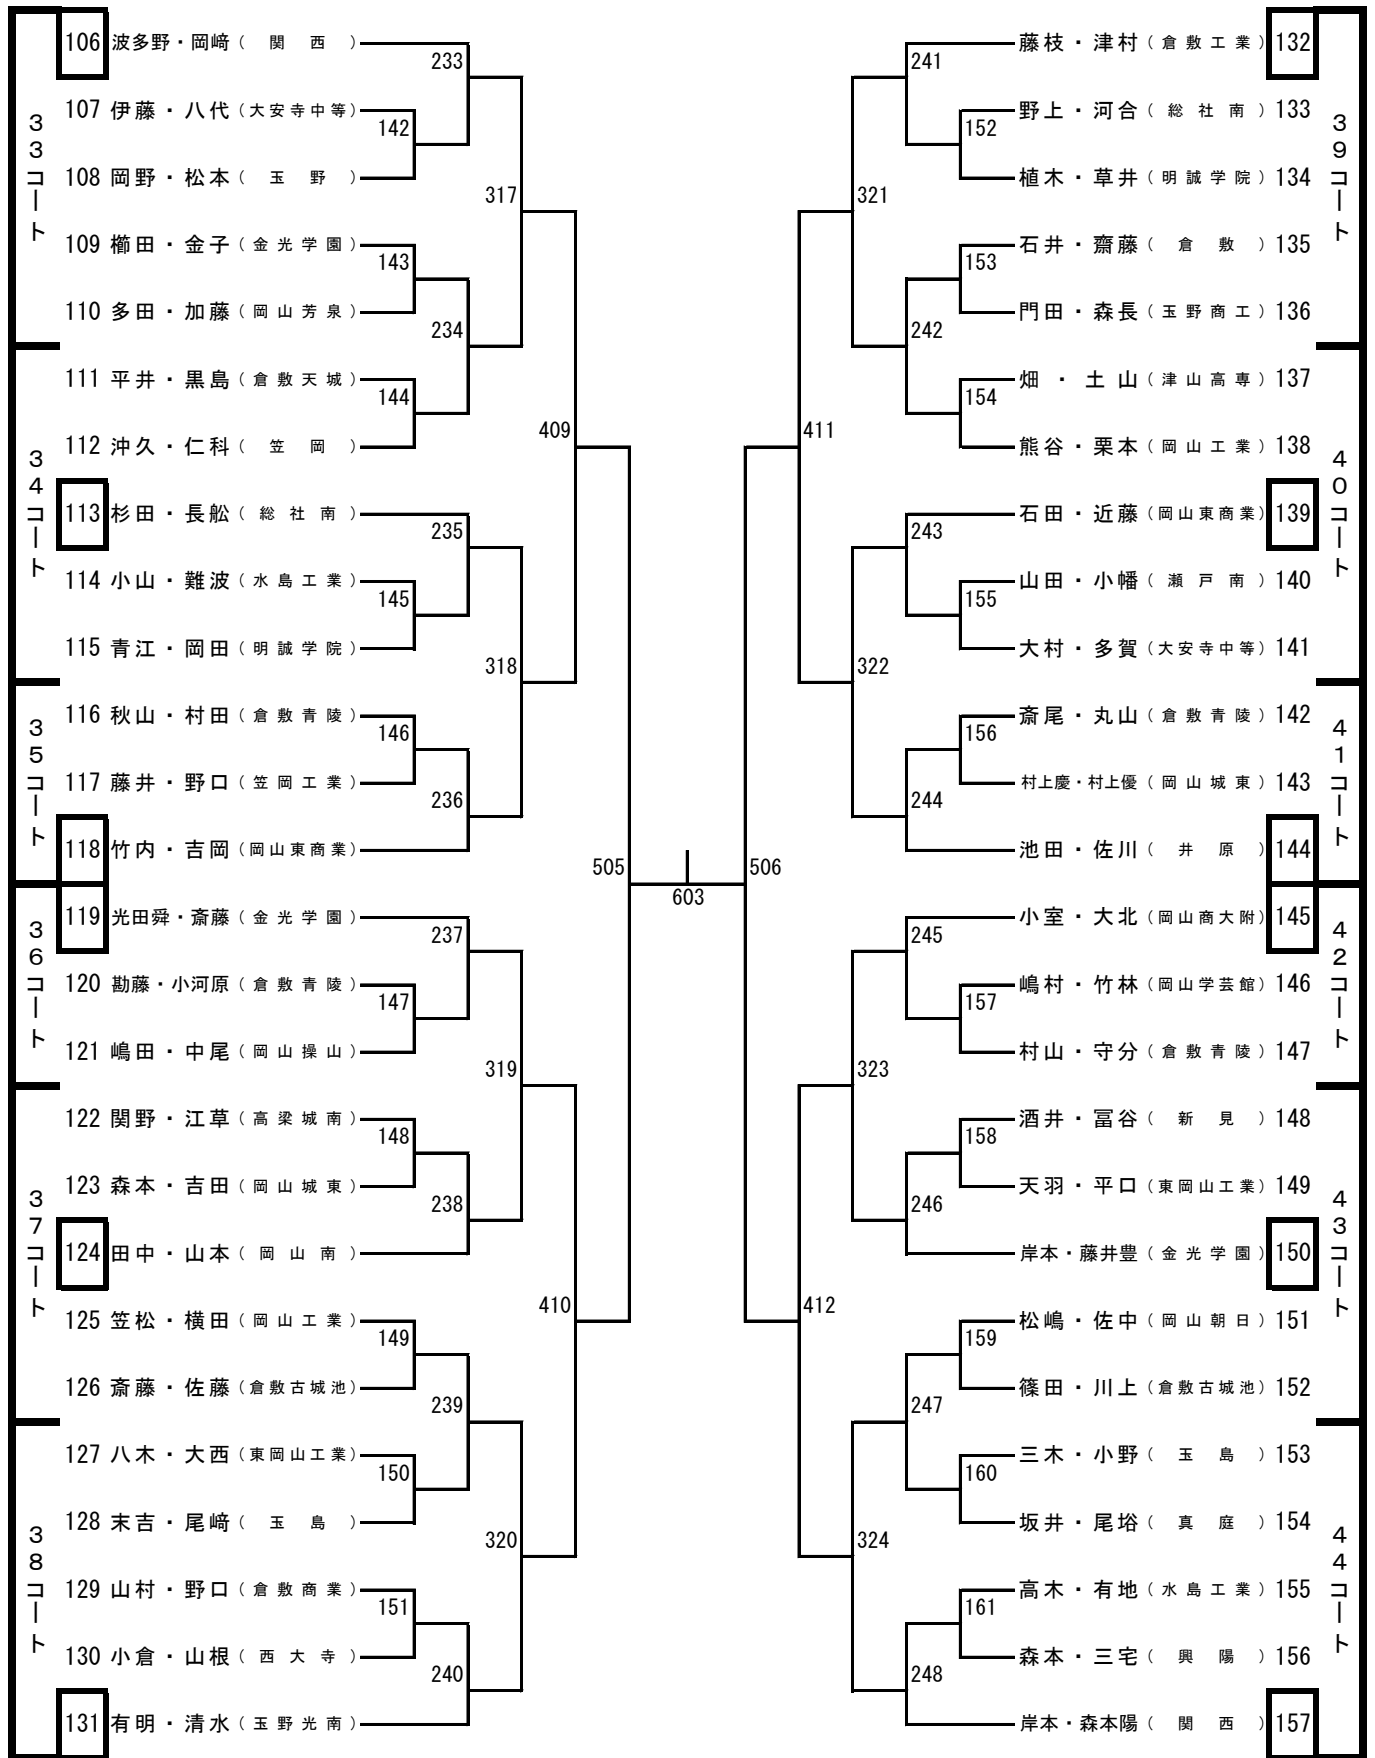 33コート
106 波多野・岡﨑（関西）
107 伊藤・八代（大安寺中等）
108 岡野・松本（玉野）
109 櫛田・金子（金光学園）
110 多田・加藤（岡山芳泉）
34コート
111 平井・黒島（倉敷天城）
112 沖久・仁科（笠岡）
113 杉田・長舩（総社南）
114 小山・難波（水島工業）
115 青江・岡田（明誠学院）
35コート
116 秋山・村田（倉敷青陵）
117 藤井・野口（笠岡工業）
118 竹内・吉岡（岡山東商業）
36コート
119 光田舜・斎藤（金光学園）
120 勘藤・小河原（倉敷青陵）
121 嶋田・中尾（岡山操山）
37コート
122 関野・江草（高梁城南）
123 森本・吉田（岡山城東）
124 田中・山本（岡山南）
125 笠松・横田（岡山工業）
126 斎藤・佐藤（倉敷古城池）
38コート
127 八木・大西（東岡山工業）
128 末吉・尾﨑（玉島）
129 山村・野口（倉敷商業）
130 小倉・山根（西大寺）
131 有明・清水（玉野光南）
142
143
144
145
146
147
148
149
150
151
233
234
235
236
237
238
239
240
317
318
319
320
409
410
505
603
506
411
412
321
322
323
324
241
242
243
244
245
246
247
248
152
153
154
155
156
157
158
159
160
161
39コート
藤枝・津村（倉敷工業）132
野上・河合（総社南）133
植木・草井（明誠学院）134
石井・齋藤（倉敷）135
門田・森長（玉野商工）136
40コート
畑・土山（津山高専）137
熊谷・栗本（岡山工業）138
石田・近藤（岡山東商業）139
山田・小幡（瀬戸南）140
大村・多賀（大安寺中等）141
41コート
斎尾・丸山（倉敷青陵）142
村上慶・村上優（岡山城東）143
池田・佐川（井原）144
42コート
小室・大北（岡山商大附）145
嶋村・竹林（岡山学芸館）146
村山・守分（倉敷青陵）147
43コート
酒井・冨谷（新見）148
天羽・平口（東岡山工業）149
岸本・藤井豊（金光学園）150
松嶋・佐中（岡山朝日）151
篠田・川上（倉敷古城池）152
44コート
三木・小野（玉島）153
坂井・尾﨏（真庭）154
高木・有地（水島工業）155
森本・三宅（興陽）156
岸本・森本陽（関西）157